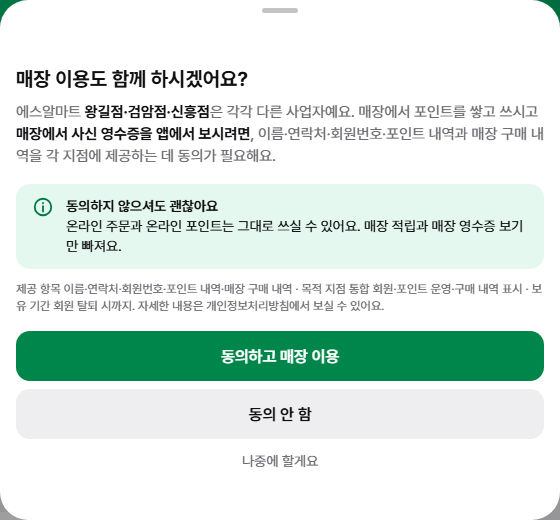 매장 이용도 함께 하시겠어요?
에스알마트 왕길점·검암점·신흥점은 각각 다른 사업자예요. 매장에서 포인트를 쌓고 쓰시고
매장에서 사신 영수증을 앱에서 보시려면, 이름·연락처·회원번호·포인트 내역과 매장 구매 내
역을 각 지점에 제공하는 데 동의가 필요해요.
동의하지 않으셔도 괜찮아요
온라인 주문과 온라인 포인트는 그대로 쓰실 수 있어요. 매장 적립과 매장 영수증 보기
만 빠져요.
제공 항목 이름·연락처·회원번호·포인트 내역·매장 구매 내역 · 목적 지점 통합 회원·포인트 운영·구매 내역 표시 · 보
유 기간 회원 탈퇴 시까지. 자세한 내용은 개인정보처리방침에서 보실 수 있어요.
동의하고 매장 이용
동의 안 함
나중에 할게요